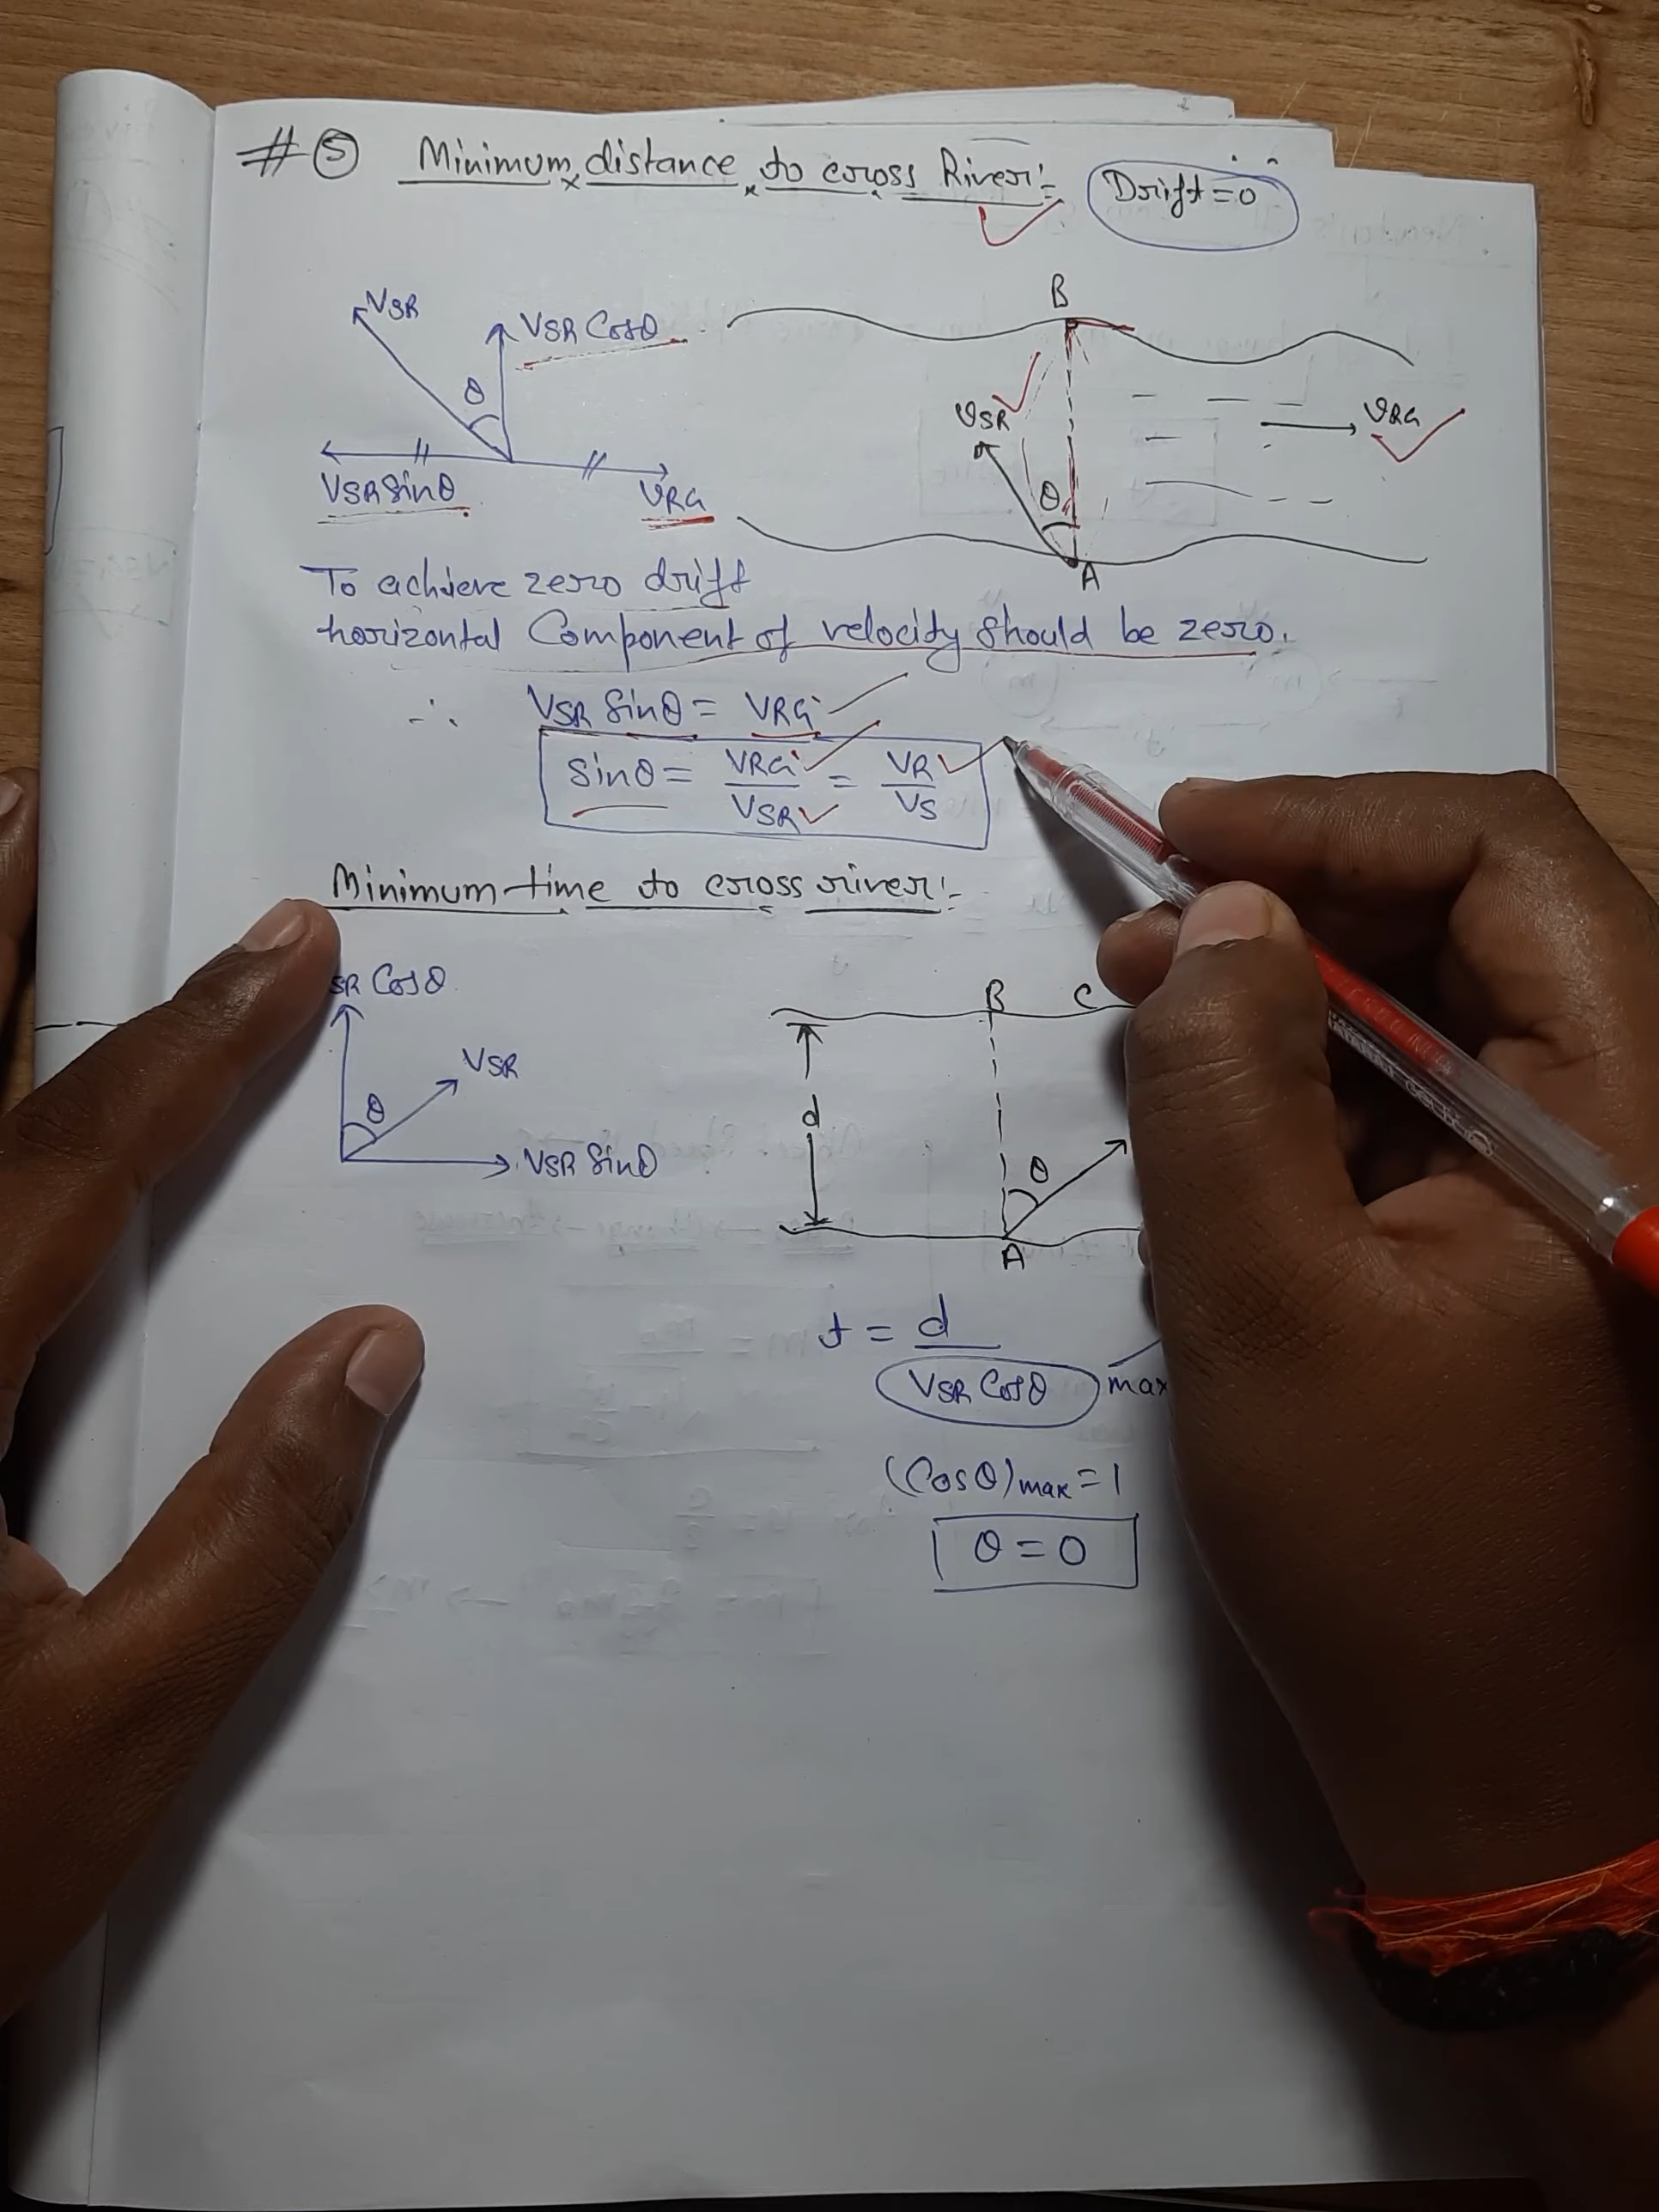 # ⑤ Minimum distance to cross River:- Drift = 0
VSR
VSR Cosθ
θ
VSR Sinθ
VRG
B
VSR
VRG
θ
A
To achieve zero drift
horizontal Component of velocity should be zero.
∴ VSR Sinθ = VRG
Sinθ = VRG/VSR = VR/VS
Minimum time to cross river:-
SR Cosθ
VSR
θ
VSR Sinθ
B C
d
θ
A
t = d/VSR Cosθ max
(Cosθ)max = 1
θ = 0